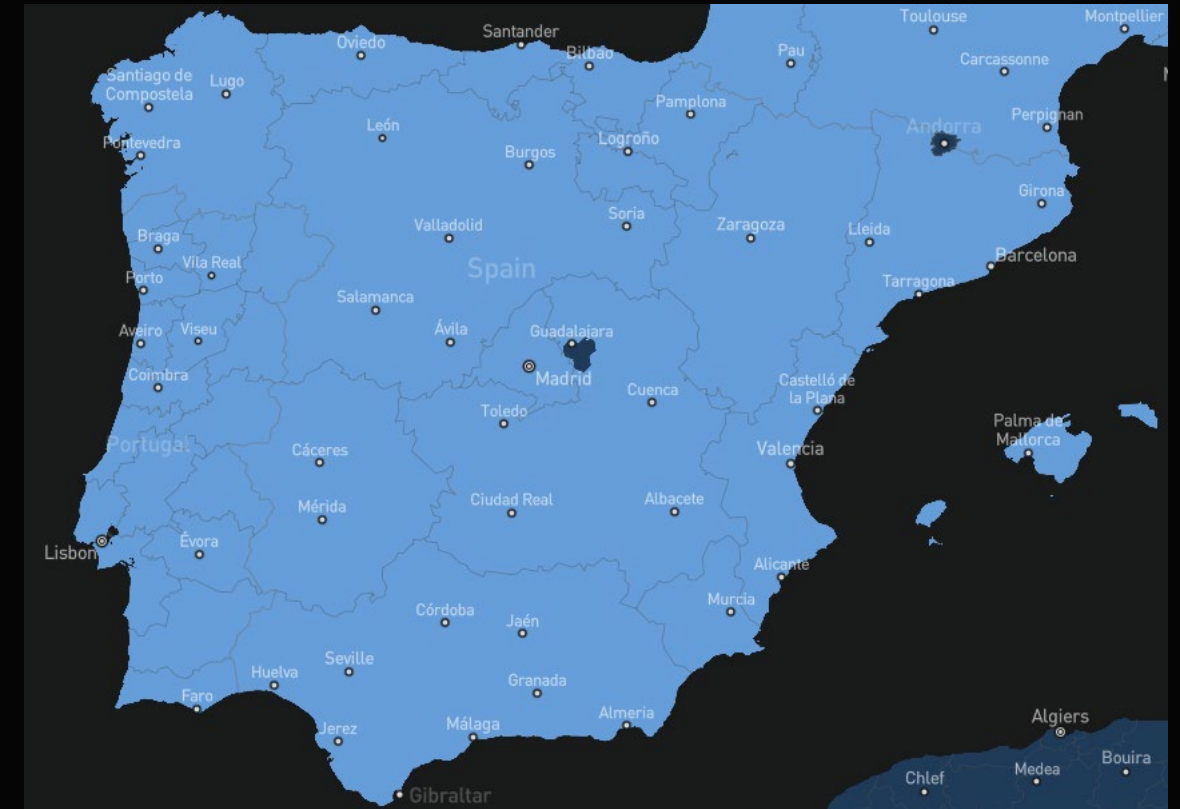 Toulouse
Montpellier
Santander
Oviedo
Bilbao
Pau
Carcassonne
Santiago de
Compostela
Lugo
Pamplona
Perpignan
León
Andorra
Logroño
Pontevedra
Burgos
Girona
Soria
Valladolid
Zaragoza
Lleida
Braga
Barcelona
Vila Real
Spain
Porto
Tarragona
Salamanca
Aveiro
Viseu
Ávila
Guadalajara
Coimbra
Madrid
Castelló de
la Plana
Cuenca
Toledo
Palma de
Mallorca
Portugal
Cáceres
Valencia
Ciudad Real
Albacete
Mérida
Évora
Lisbon
Alicante
Murcia
Córdoba
Jaén
Seville
Huelva
Granada
Faro
Almeria
Algiers
Málaga
Jerez
Bouira
Medea
Chlef
Gibraltar